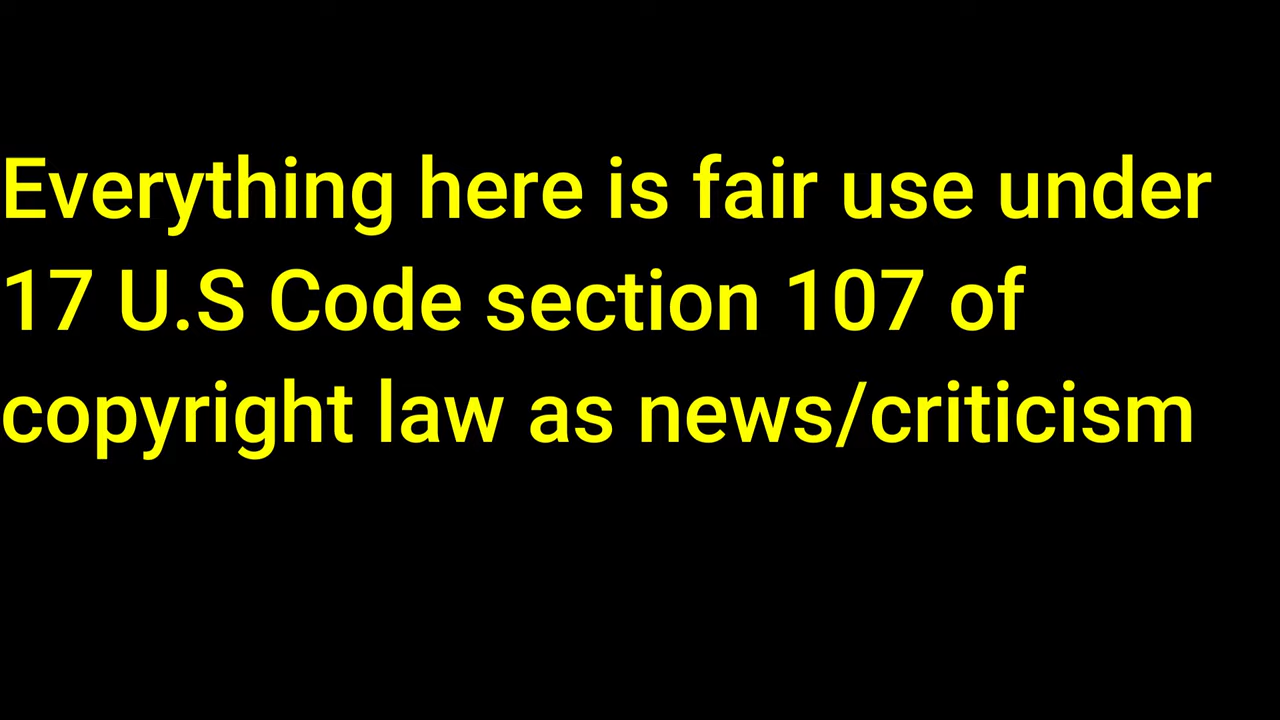 Everything here is fair use under
17 U.S Code section 107 of
copyright law as news/criticism